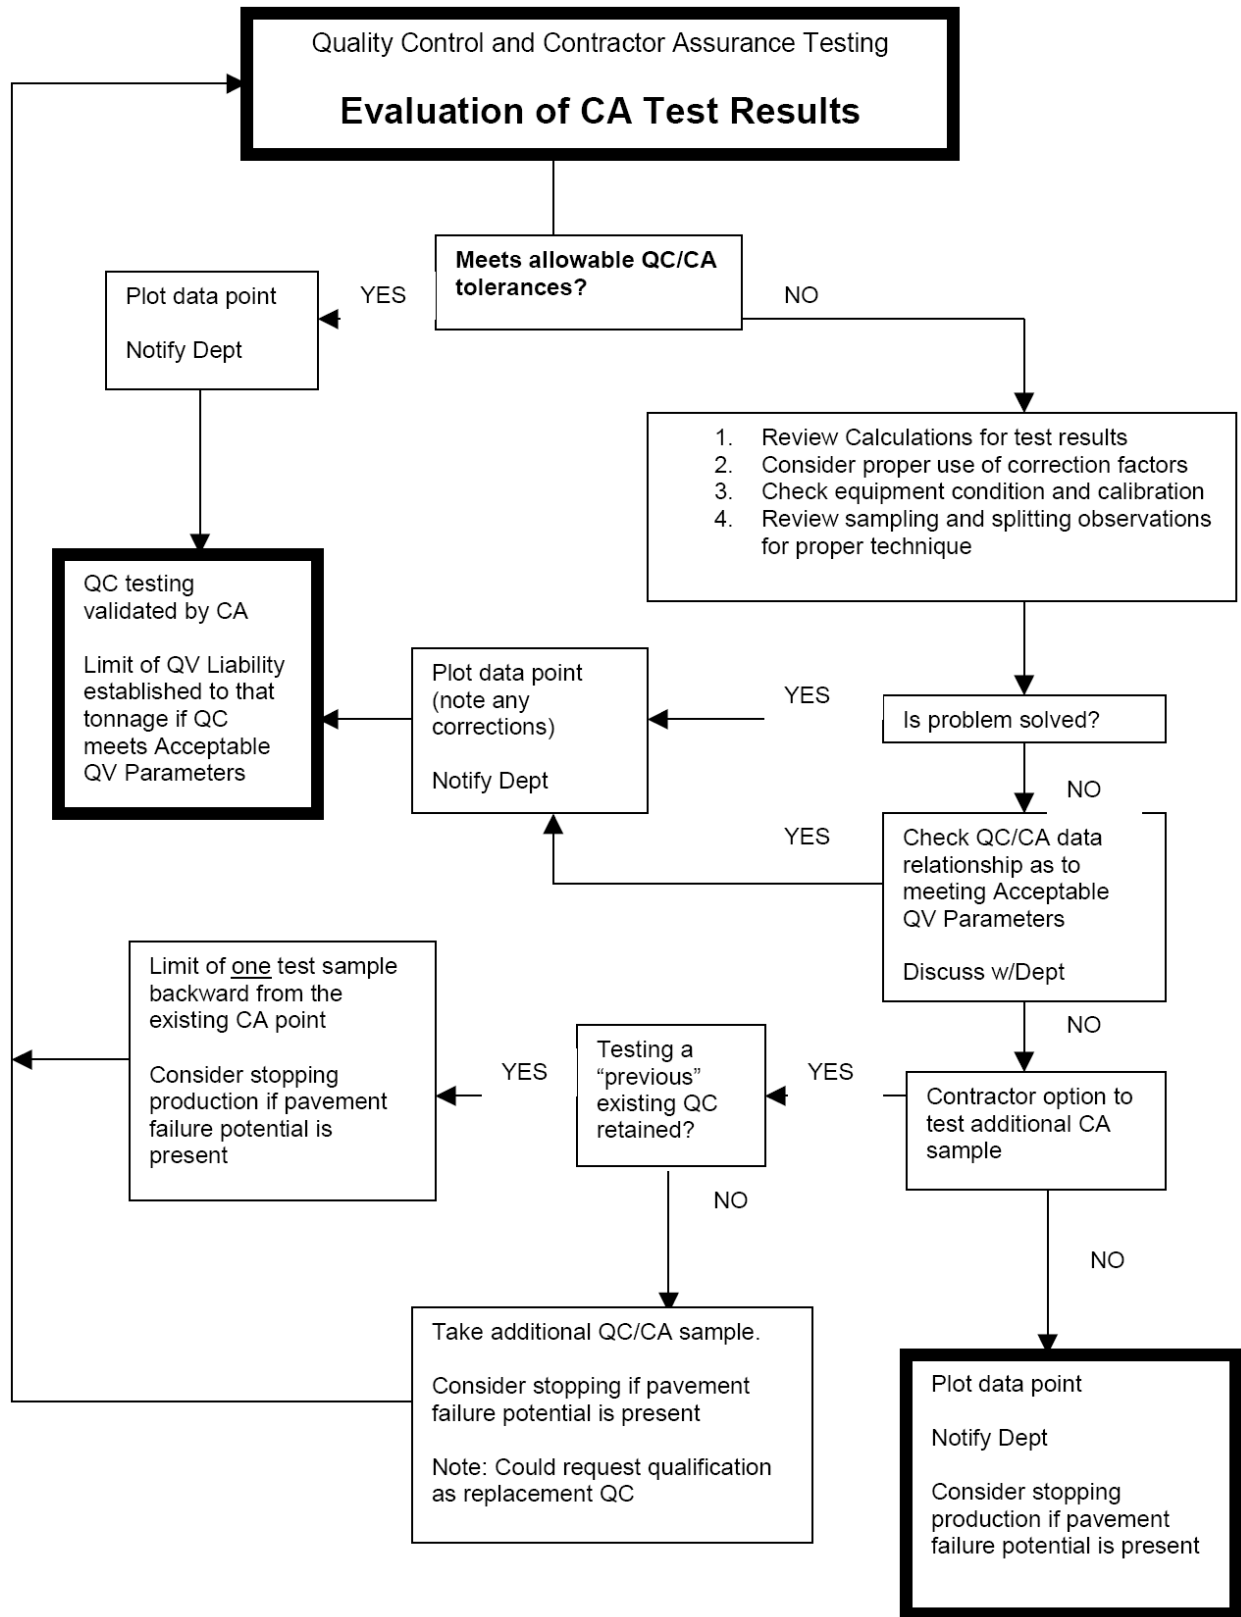 Quality Control and Contractor Assurance Testing
Evaluation of CA Test Results
Meets allowable QC/CA
tolerances?
YES
NO
Plot data point
Notify Dept
1. Review Calculations for test results
2. Consider proper use of correction factors
3. Check equipment condition and calibration
4. Review sampling and splitting observations
for proper technique
QC testing
validated by CA
Limit of QV Liability
established to that
tonnage if QC
meets Acceptable
QV Parameters
Plot data point
(note any
corrections)
Notify Dept
YES
Is problem solved?
NO
YES
Check QC/CA data
relationship as to
meeting Acceptable
QV Parameters
Discuss w/Dept
NO
Limit of one test sample
backward from the
existing CA point
Consider stopping
production if pavement
failure potential is
present
YES
Testing a
“previous”
existing QC
retained?
YES
Contractor option to
test additional CA
sample
NO
NO
Take additional QC/CA sample.
Consider stopping if pavement
failure potential is present
Note: Could request qualification
as replacement QC
Plot data point
Notify Dept
Consider stopping
production if pavement
failure potential is present